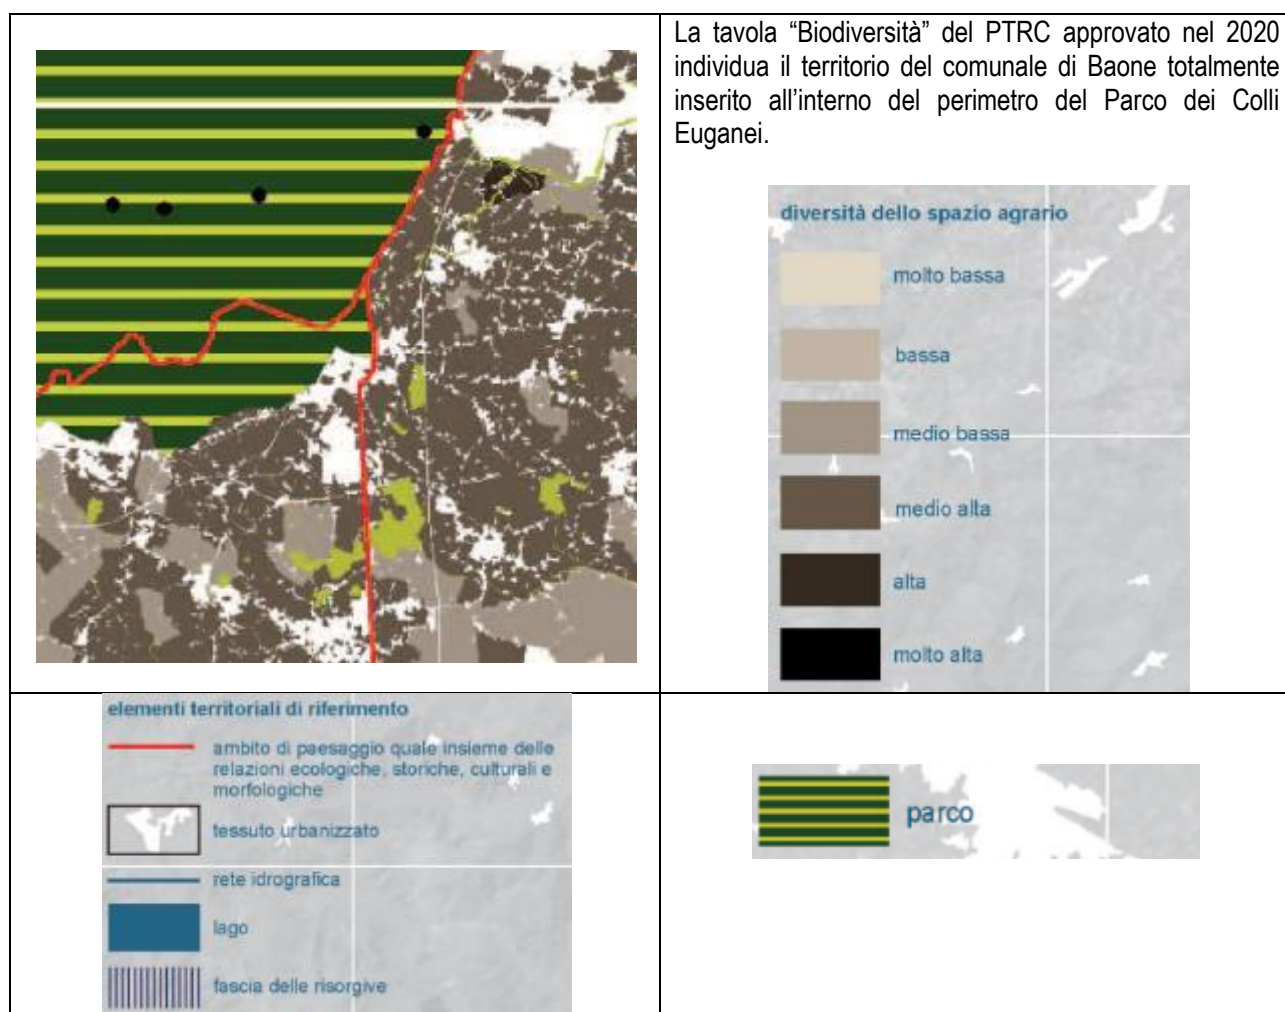 La tavola “Biodiversità” del PTRC approvato nel 2020
individua il territorio del comunale di Baone totalmente
inserito all’interno del perimetro del Parco dei Colli
Euganei.
diversità dello spazio agrario
molto bassa
bassa
medio bassa
medio alta
alta
molto alta
elementi territoriali di riferimento
ambito di paesaggio quale insieme delle
relazioni ecologiche, storiche, culturali e
morfologiche
tessuto urbanizzato
rete idrografica
lago
fascia delle risorgive
parco